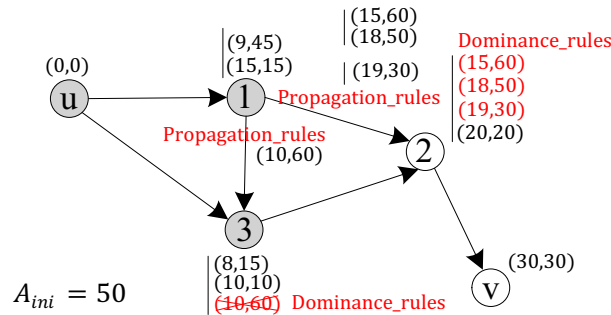 (15,60)
(18,50)
(9,45)
(15,15)
(19,30)
Dominance_rules
(15,60)
(18,50)
(19,30)
(20,20)
(0,0)
u
1
Propagation_rules
Propagation_rules
(10,60)
2
3
(8,15)
(10,10)
(10,60) Dominance_rules
(30,30)
v
A_ini = 50